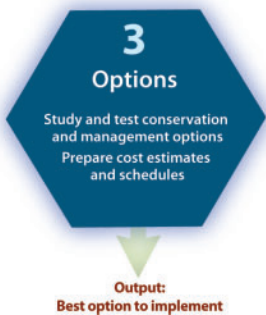 3
Options
Study and test conservation
and management options
Prepare cost estimates
and schedules
Output:
Best option to implement